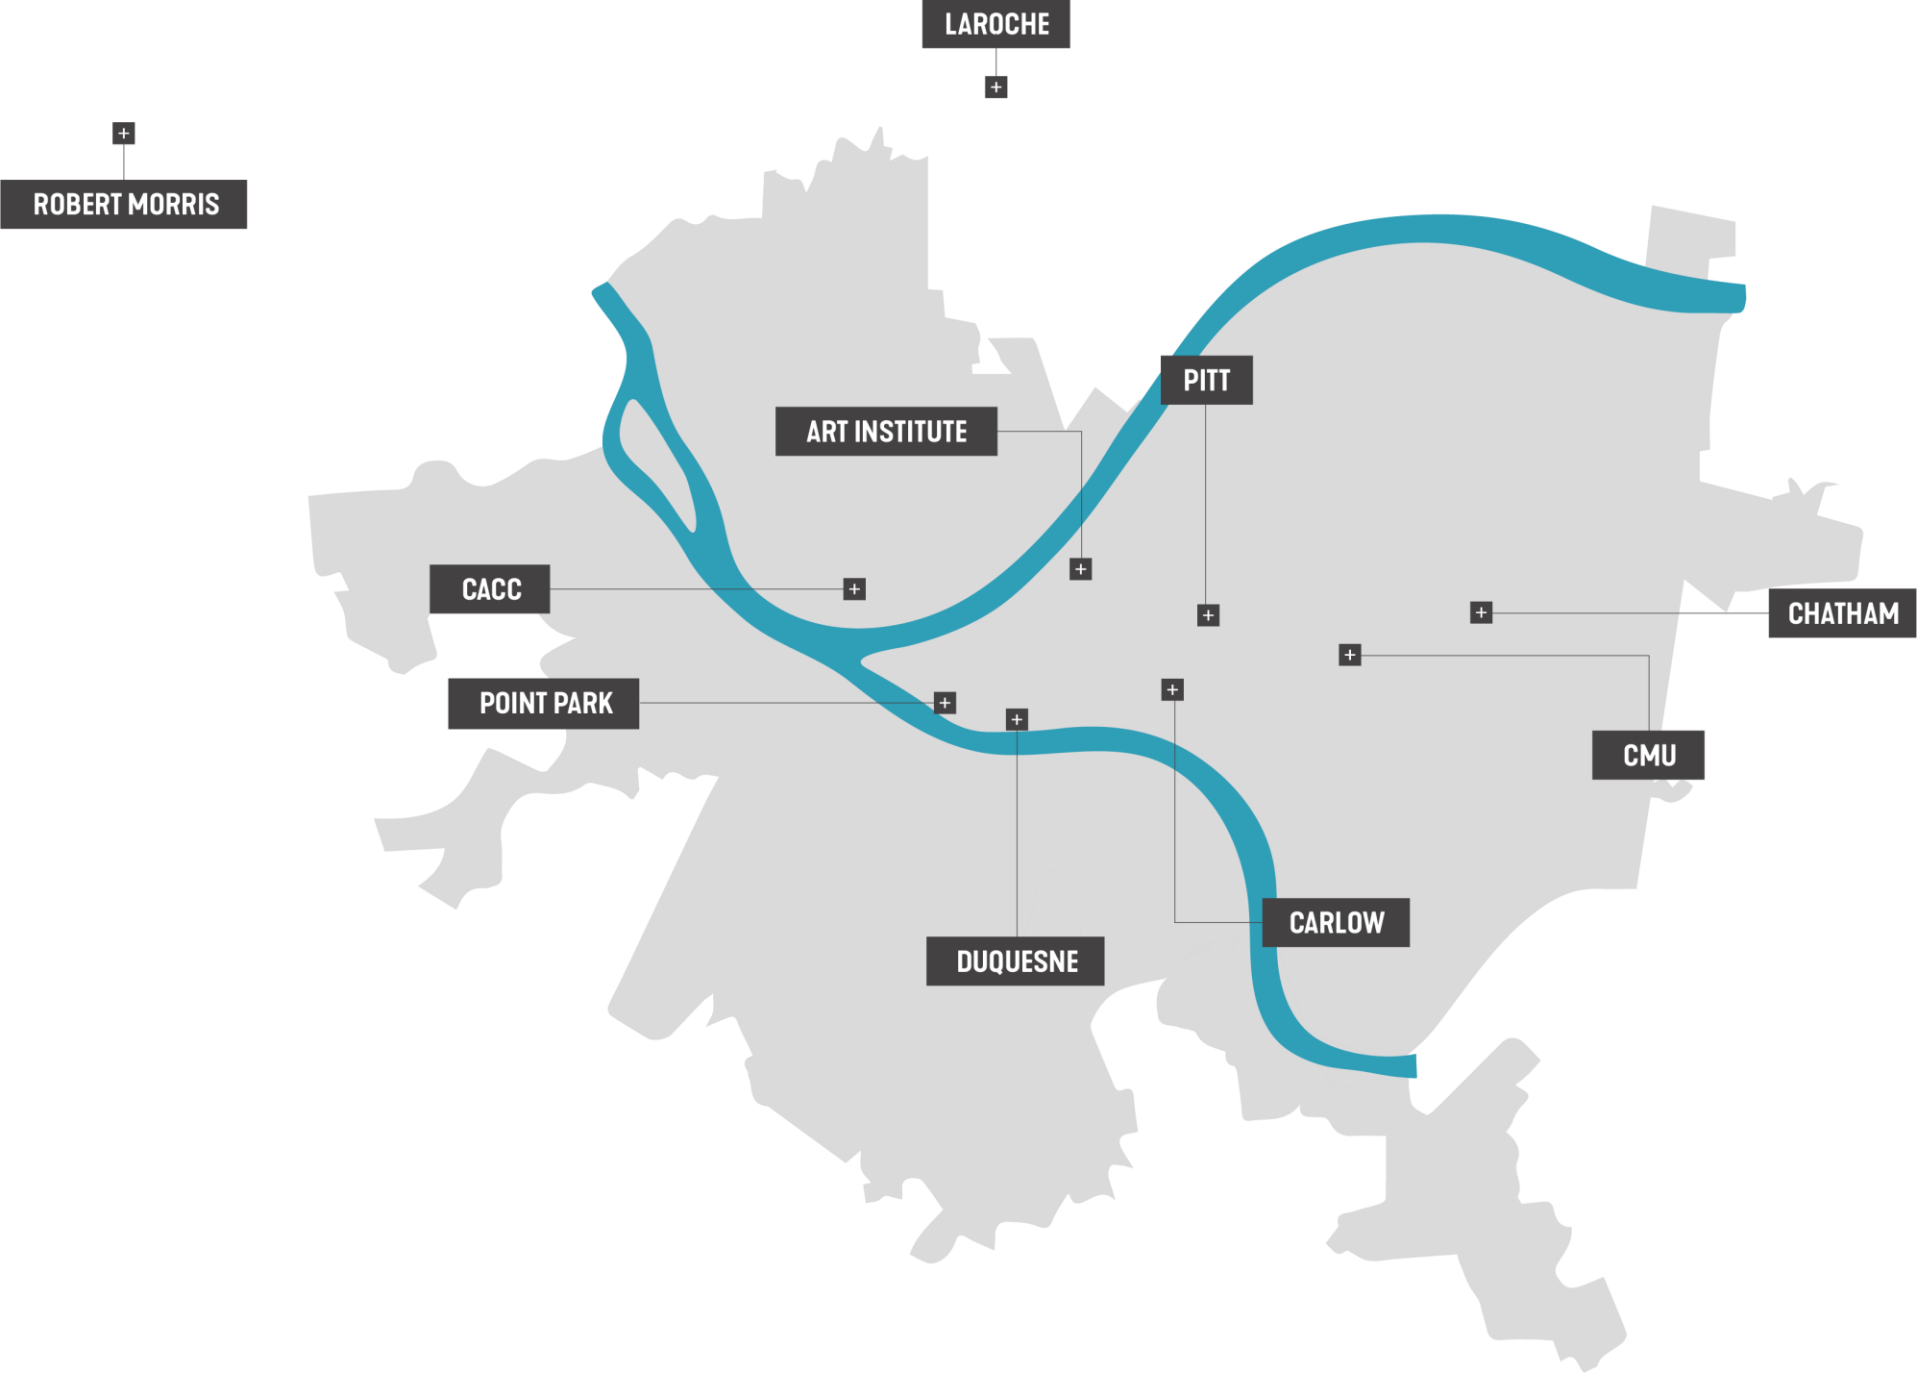 LAROCHE
ROBERT MORRIS
PITT
ART INSTITUTE
CACC
CHATHAM
POINT PARK
CMU
CARLOW
DUQUESNE